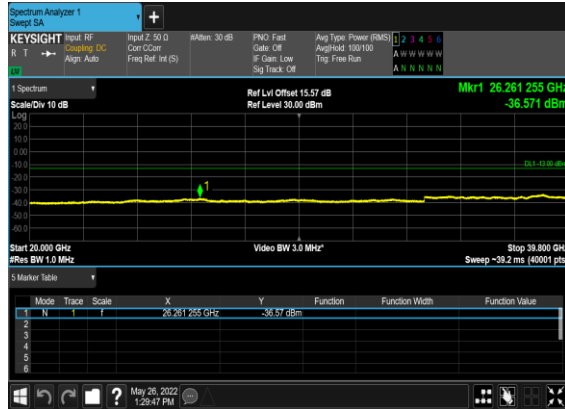 Spectrum Analyzer 1
Swept SA
KEYSIGHT Input: RF Input Z: 50 Ω #Atten: 30 dB PNO: Fast Avg Type: Power (RMS) 1 2 3 4 5 6
R T Coupling: DC Corr CCorr Gate: Off Avg|Hold: 100/100 A W W W W W
Align: Auto Freq Ref: Int (S) IF Gain: Low Trig: Free Run A N N N N N
LXI Sig Track: Off
1 Spectrum Ref Lvl Offset 15.57 dB Mkr1 26.261 255 GHz
Scale/Div 10 dB Ref Level 30.00 dBm -36.571 dBm
Log
20.0
10.0
0.00
-10.0 DL1 -13.00 dBm
-20.0
-30.0 1
-40.0
-50.0
-60.0
Start 20.000 GHz Video BW 3.0 MHz* Stop 39.800 GHz
#Res BW 1.0 MHz Sweep ~39.2 ms (40001 pts)
5 Marker Table
Mode Trace Scale X Y Function Function Width Function Value
1 N 1 f 26.261 255 GHz -36.57 dBm
2
3
4
5
6
May 26, 2022
1:29:47 PM